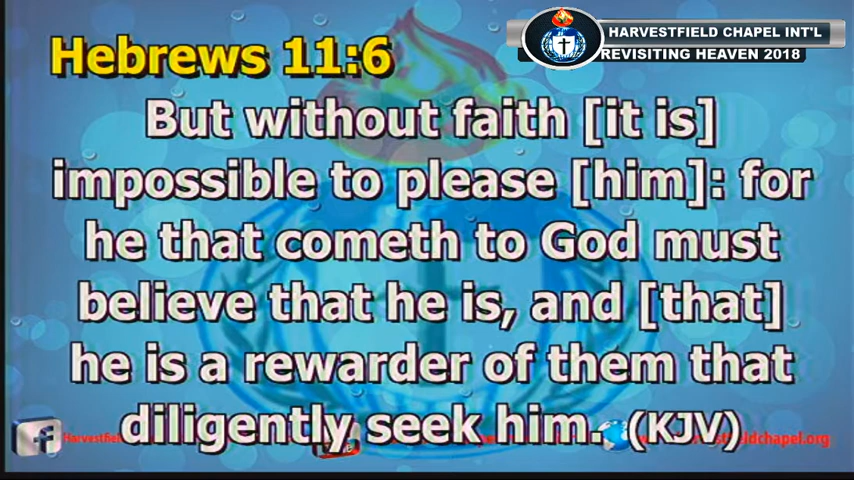 HARVESTFIELD CHAPEL INT'L
REVISITING HEAVEN 2018
Hebrews 11:6
But without faith [it is]
impossible to please [him]: for
he that cometh to God must
believe that he is, and [that]
he is a rewarder of them that
diligently seek him. (KJV)
Harvestfield